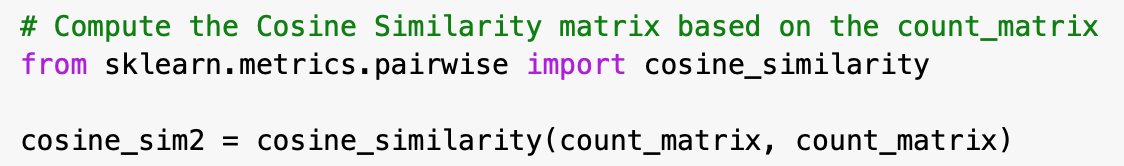 # Compute the Cosine Similarity matrix based on the count_matrix
from sklearn.metrics.pairwise import cosine_similarity
cosine_sim2 = cosine_similarity(count_matrix, count_matrix)